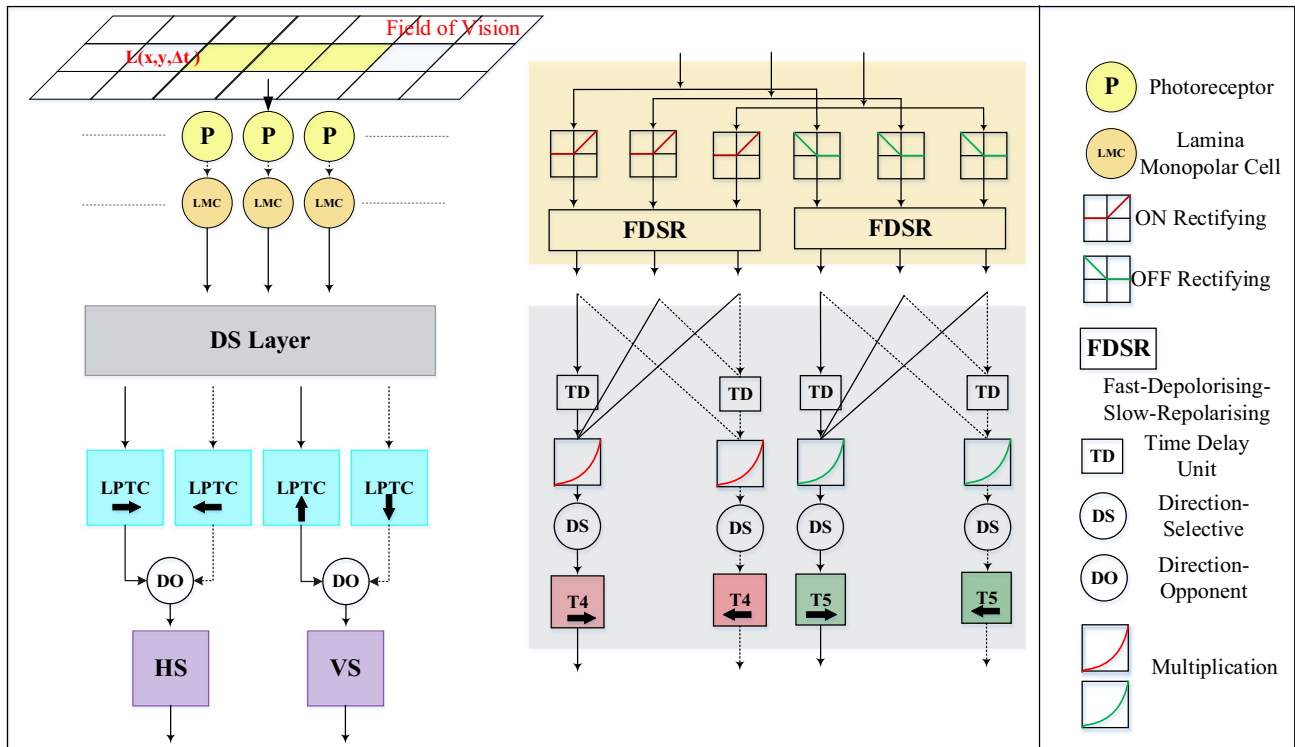 Field of Vision
L(x,y,Δt )
P P P
LMC LMC LMC
DS Layer
LPTC LPTC LPTC LPTC
DO DO
HS VS
FDSR FDSR
TD TD TD TD
DS DS DS DS
T4 T4 T5 T5
P Photoreceptor
LMC Lamina
Monopolar Cell
ON Rectifying
OFF Rectifying
FDSR
Fast-Depolorising-
Slow-Repolarising
TD Time Delay
Unit
DS Direction-
Selective
DO Direction-
Opponent
Multiplication